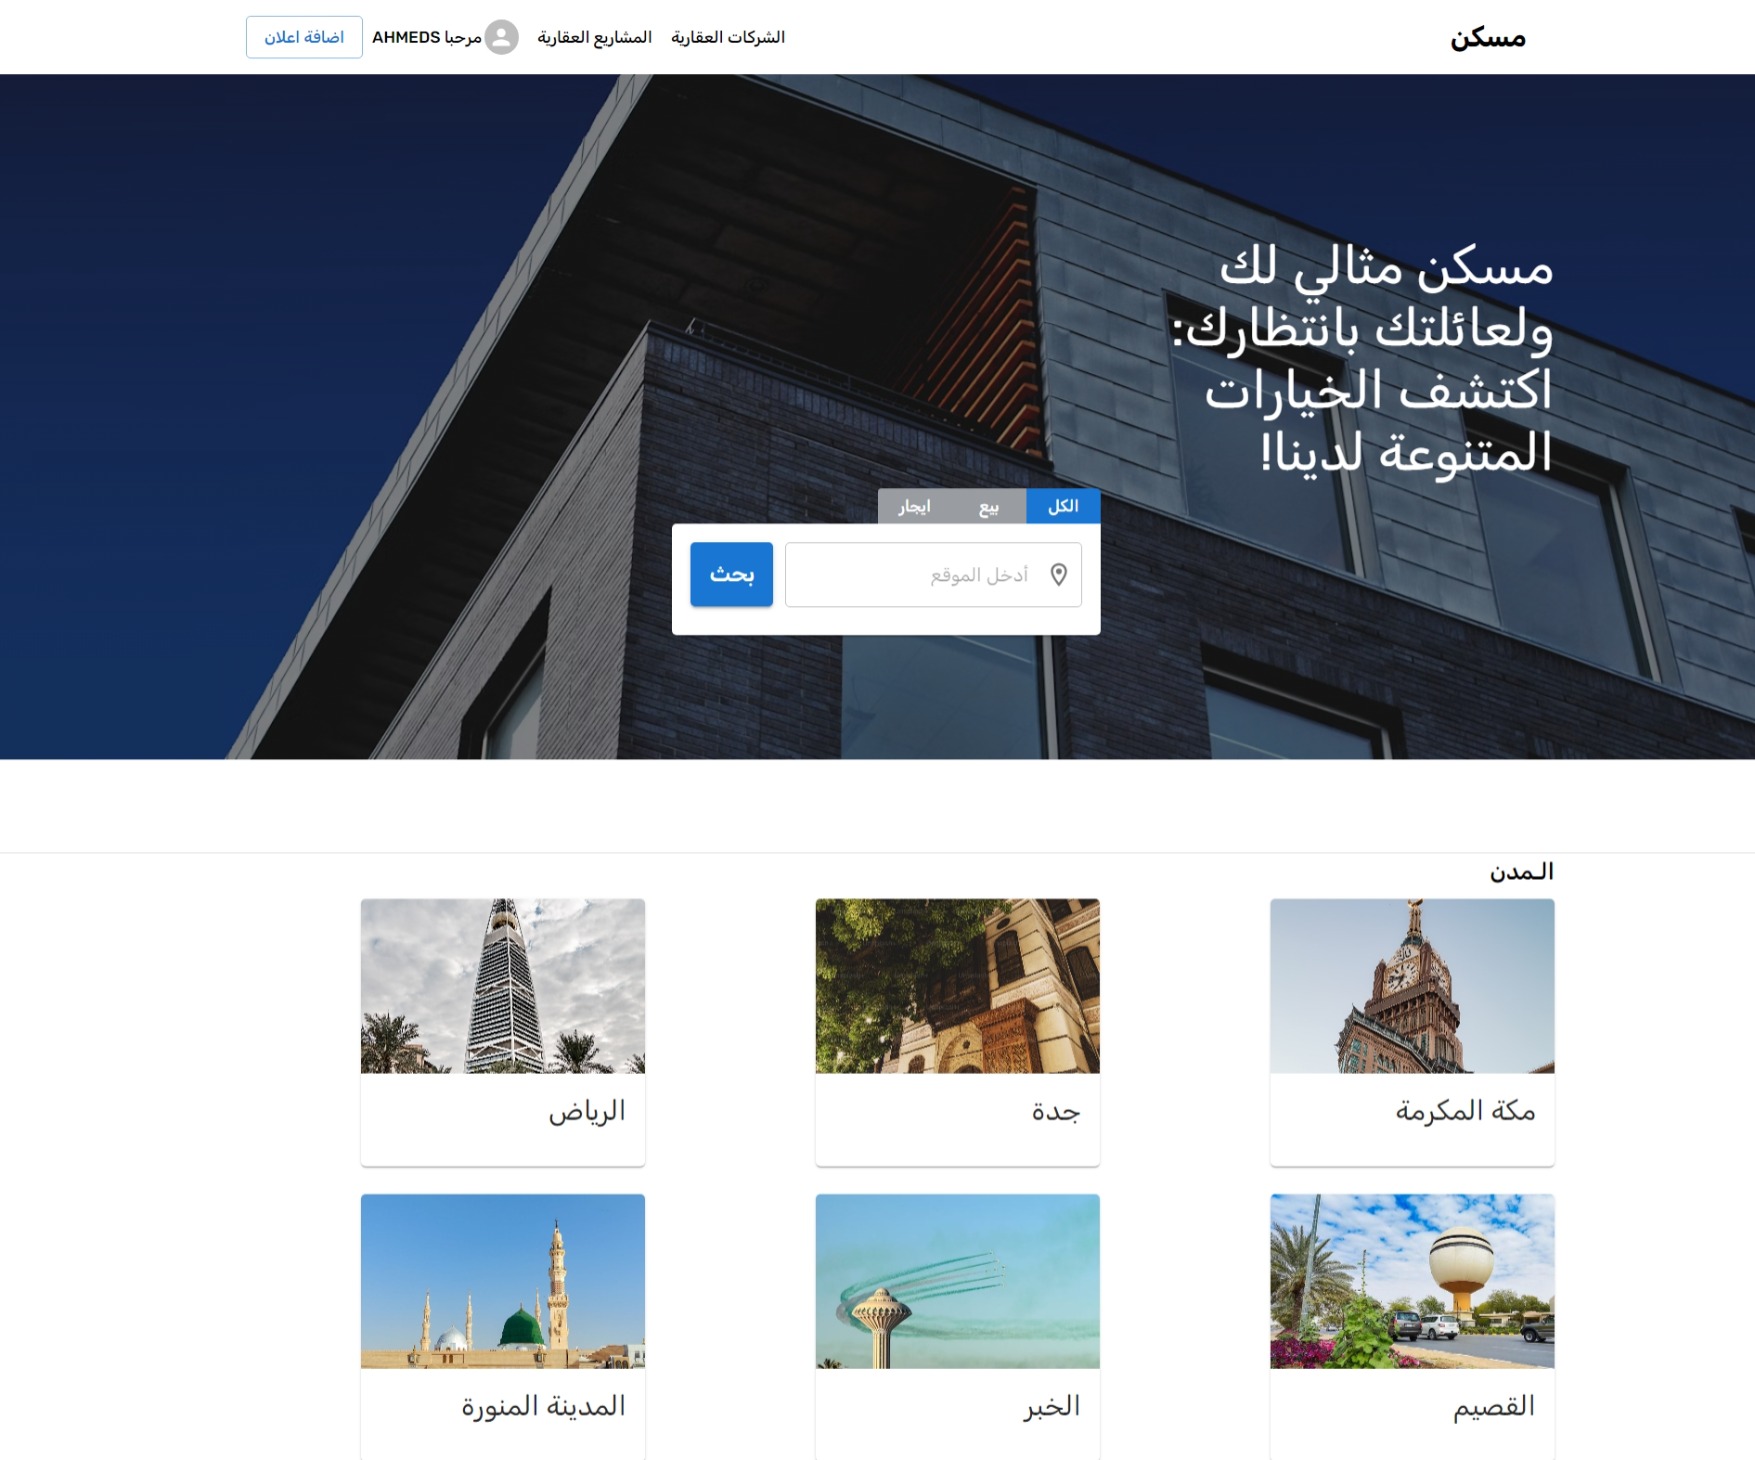 مسكن
الشركات العقارية
المشاريع العقارية
مرحبا AHMEDS
اضافة اعلان
مسكن مثالي لك
ولعائلتك بانتظارك:
اكتشف الخيارات
المتنوعة لدينا!
الكل
بيع
ايجار
أدخل الموقع
بحث
الـمدن
مكة المكرمة
جدة
الرياض
القصيم
الخبر
المدينة المنورة